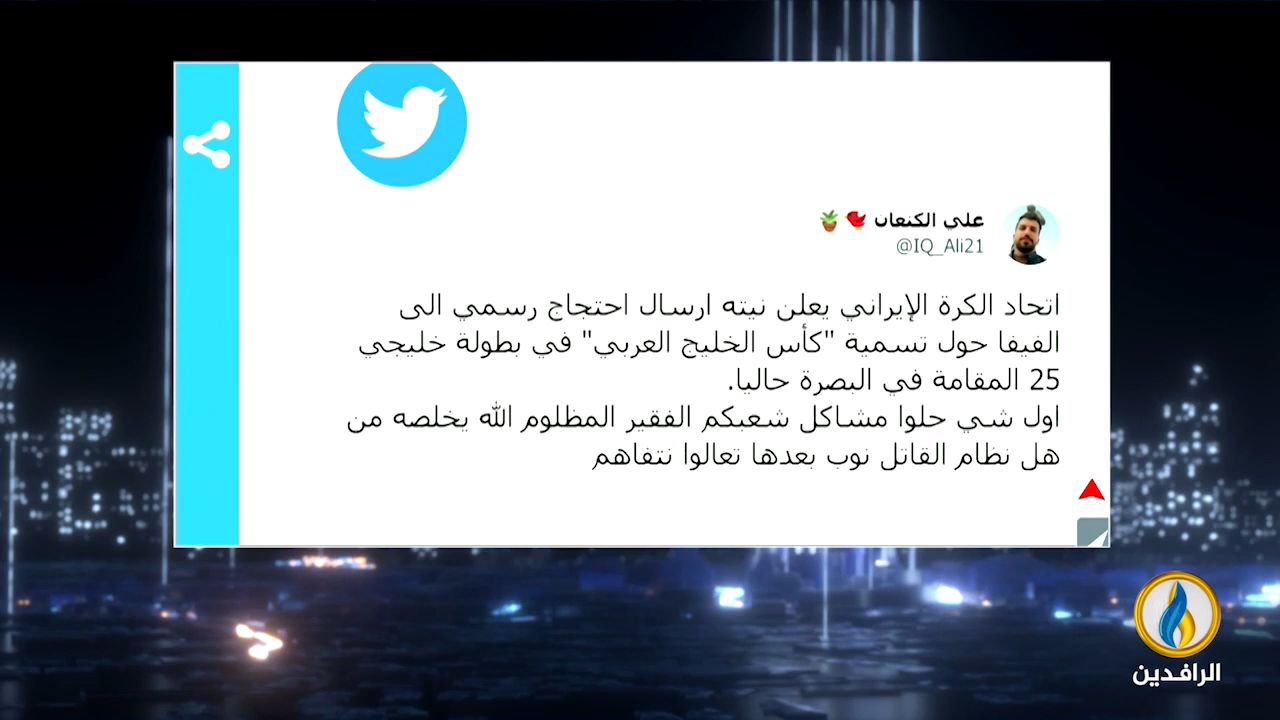 علي الكنعان
@IQ_Ali21
اتحاد الكرة الإيراني يعلن نيته ارسال احتجاج رسمي الى
الفيفا حول تسمية "كأس الخليج العربي" في بطولة خليجي
25 المقامة في البصرة حاليا.
اول شي حلوا مشاكل شعبكم الفقير المظلوم الله يخلصه من
هل نظام القاتل نوب بعدها تعالوا نتفاهم
الرافدين